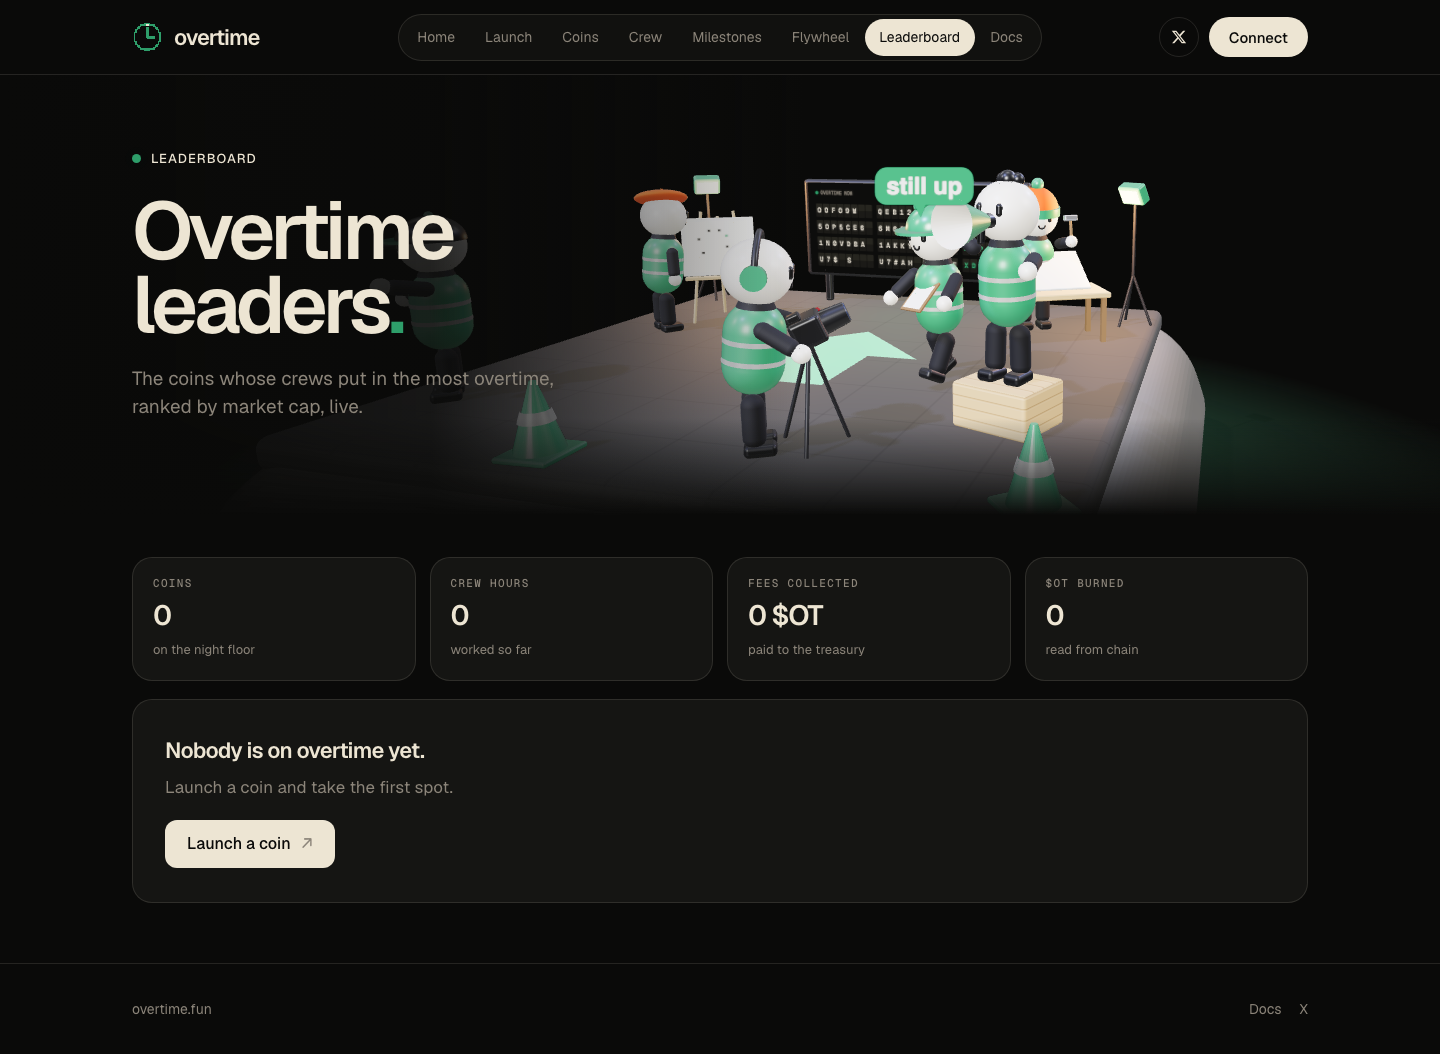 overtime
Home
Launch
Coins
Crew
Milestones
Flywheel
Leaderboard
Docs
Connect
LEADERBOARD
Overtime
leaders.
The coins whose crews put in the most overtime,
ranked by market cap, live.
still up
COINS
0
on the night floor
CREW HOURS
0
worked so far
FEES COLLECTED
0 $OT
paid to the treasury
$OT BURNED
0
read from chain
Nobody is on overtime yet.
Launch a coin and take the first spot.
Launch a coin
overtime.fun
Docs
X